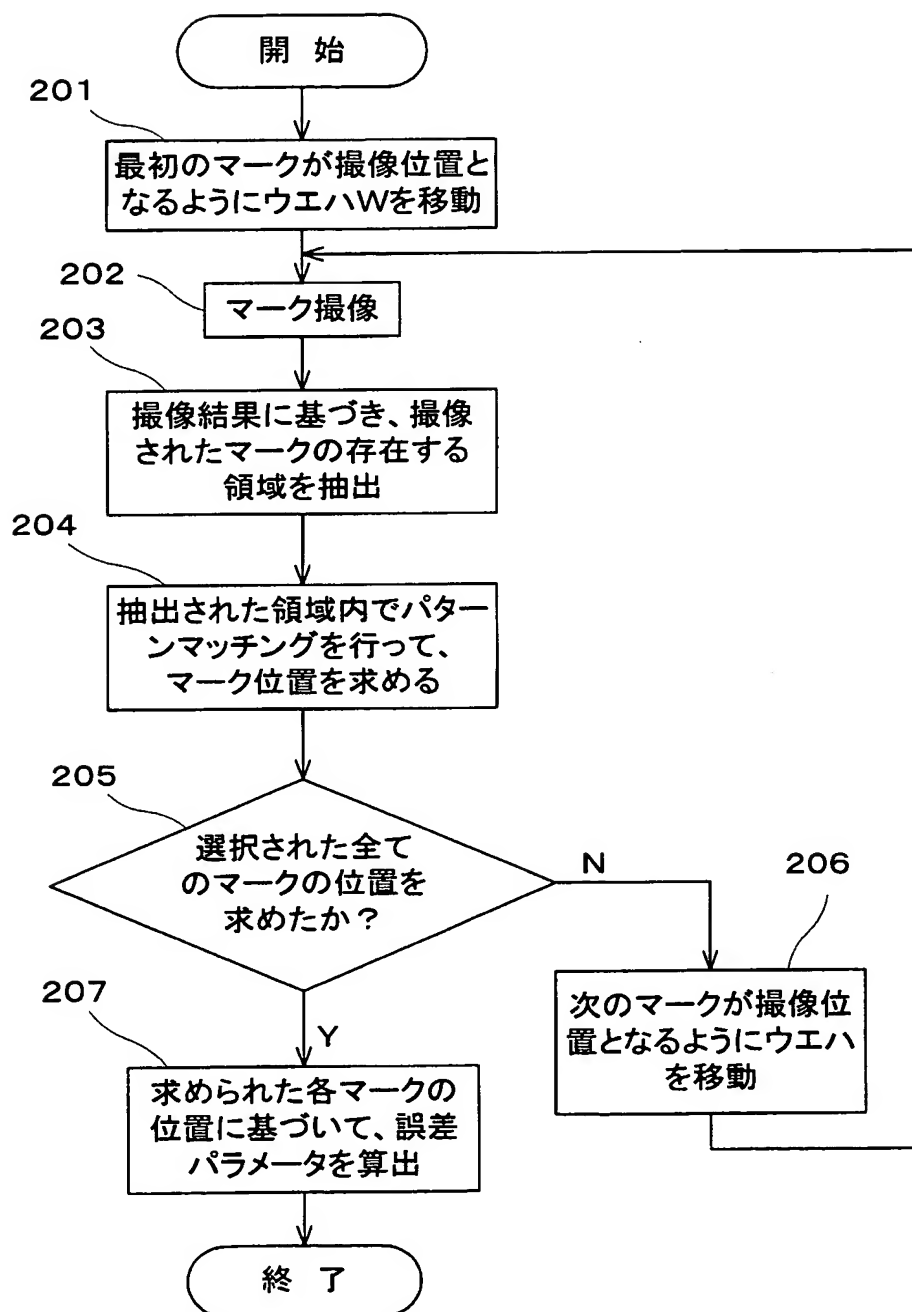 開 始
201
最初のマークが撮像位置と
なるようにウエハWを移動
202
マーク撮像
203
撮像結果に基づき、撮像
されたマークの存在する
領域を抽出
204
抽出された領域内でパター
ンマッチングを行って、
マーク位置を求める
205
選択された全て
のマークの位置を
求めたか？
N
206
次のマークが撮像位
置となるようにウエハ
を移動
207
Y
求められた各マークの
位置に基づいて、誤差
パラメータを算出
終 了